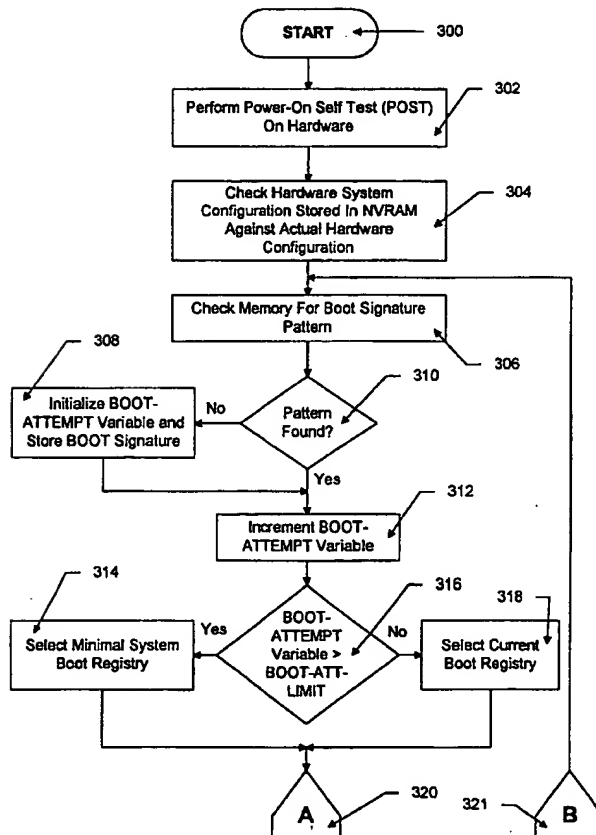 START
300
302
Perform Power-On Self Test (POST)
On Hardware
Check Hardware System
Configuration Stored In NVRAM
Against Actual Hardware
Configuration
304
Check Memory For Boot Signature
Pattern
306
308
310
Initialize BOOT-
ATTEMPT Variable and
Store BOOT Signature
No
Pattern
Found?
Yes
312
Increment BOOT-
ATTEMPT Variable
314
316
318
Select Minimal System
Boot Registry
Yes
BOOT-
ATTEMPT
Variable >
BOOT-ATT-
LIMIT
No
Select Current
Boot Registry
A
320
321
B